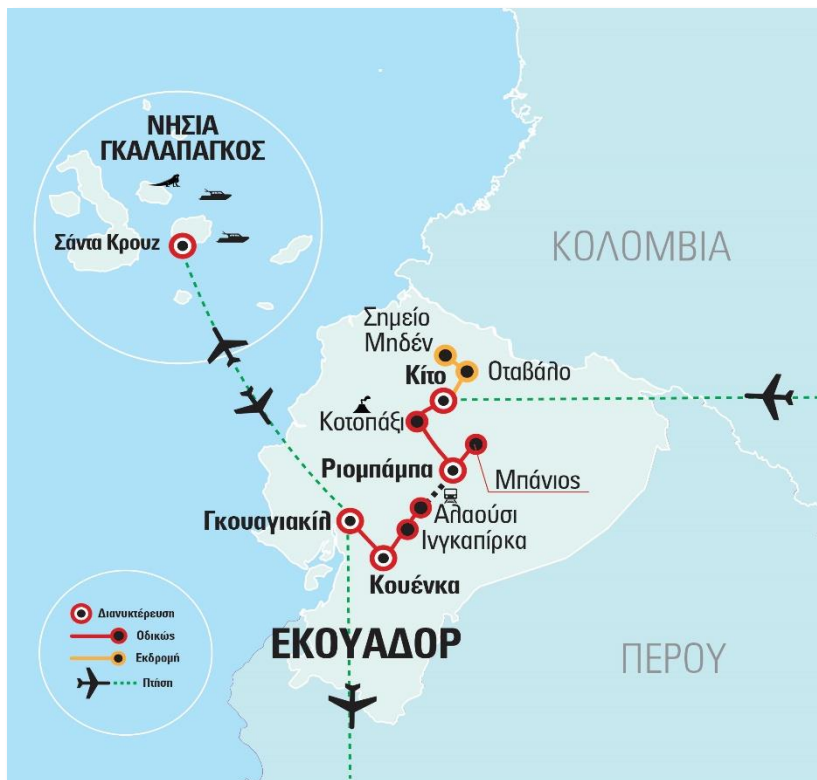 ΝΗΣΙΑ
ΓΚΑΛΑΠΑΓΚΟΣ
Σάντα Κρουζ
ΚΟΛΟΜΒΙΑ
Σημείο
Μηδέν
Οταβάλο
Κίτο
Κοτοπάξι
Ριομπάμπα
Μπάνιος
Αλαούσι
Γκουαγιακίλ
Ινγκαπίρκα
Κουένκα
ΕΚΟΥΑΔΟΡ
ΠΕΡΟΥ
Διανυκτέρευση
Οδικώς
Εκδρομή
Πτήση